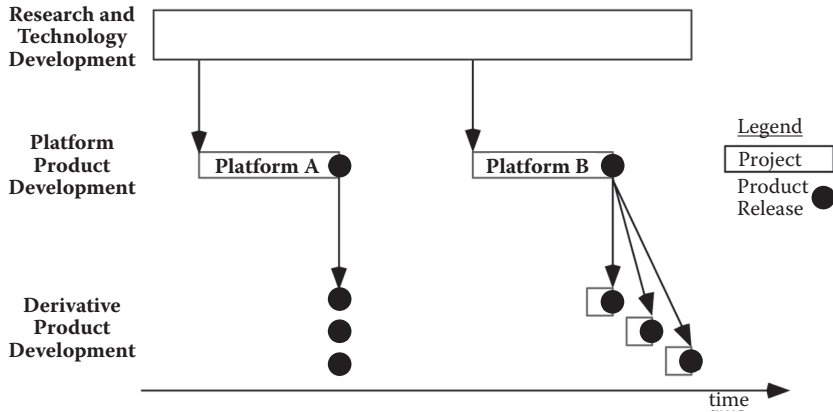 Research and
Technology
Development
Platform
Product
Development
Platform A
Platform B
Legend
Project
Product
Release
Derivative
Product
Development
time